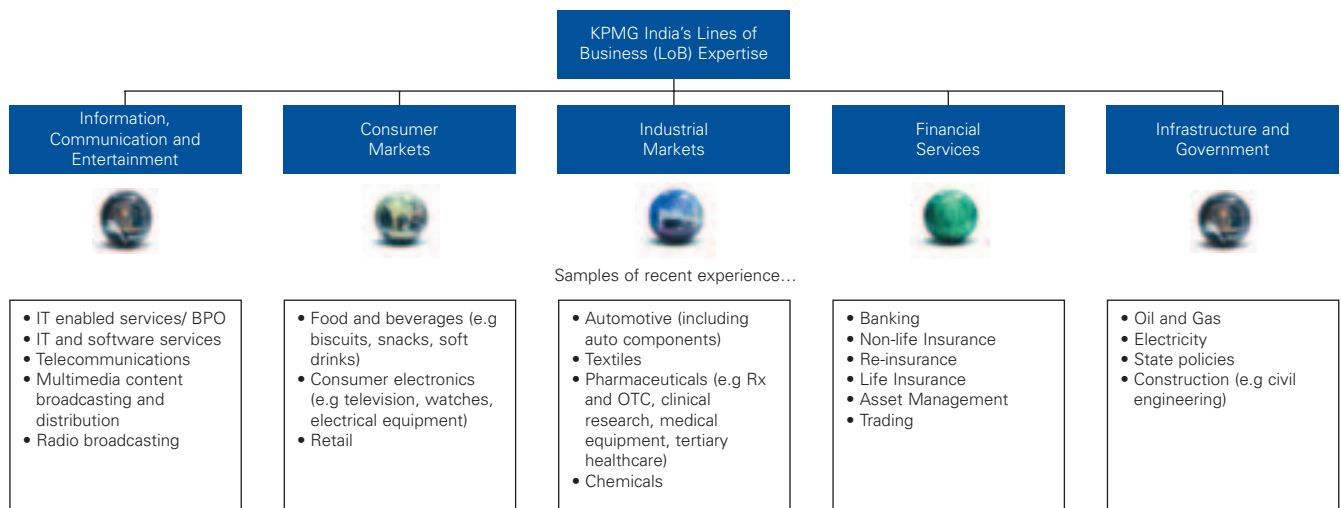 KPMG India's Lines of
Business (LoB) Expertise
Information,
Communication and
Entertainment
Consumer
Markets
Industrial
Markets
Financial
Services
Infrastructure and
Government
Samples of recent experience…
• IT enabled services/ BPO
• IT and software services
• Telecommunications
• Multimedia content
broadcasting and
distribution
• Radio broadcasting
• Food and beverages (e.g
biscuits, snacks, soft
drinks)
• Consumer electronics
(e.g television, watches,
electrical equipment)
• Retail
• Automotive (including
auto components)
• Textiles
• Pharmaceuticals (e.g Rx
and OTC, clinical
research, medical
equipment, tertiary
healthcare)
• Chemicals
• Banking
• Non-life Insurance
• Re-insurance
• Life Insurance
• Asset Management
• Trading
• Oil and Gas
• Electricity
• State policies
• Construction (e.g civil
engineering)